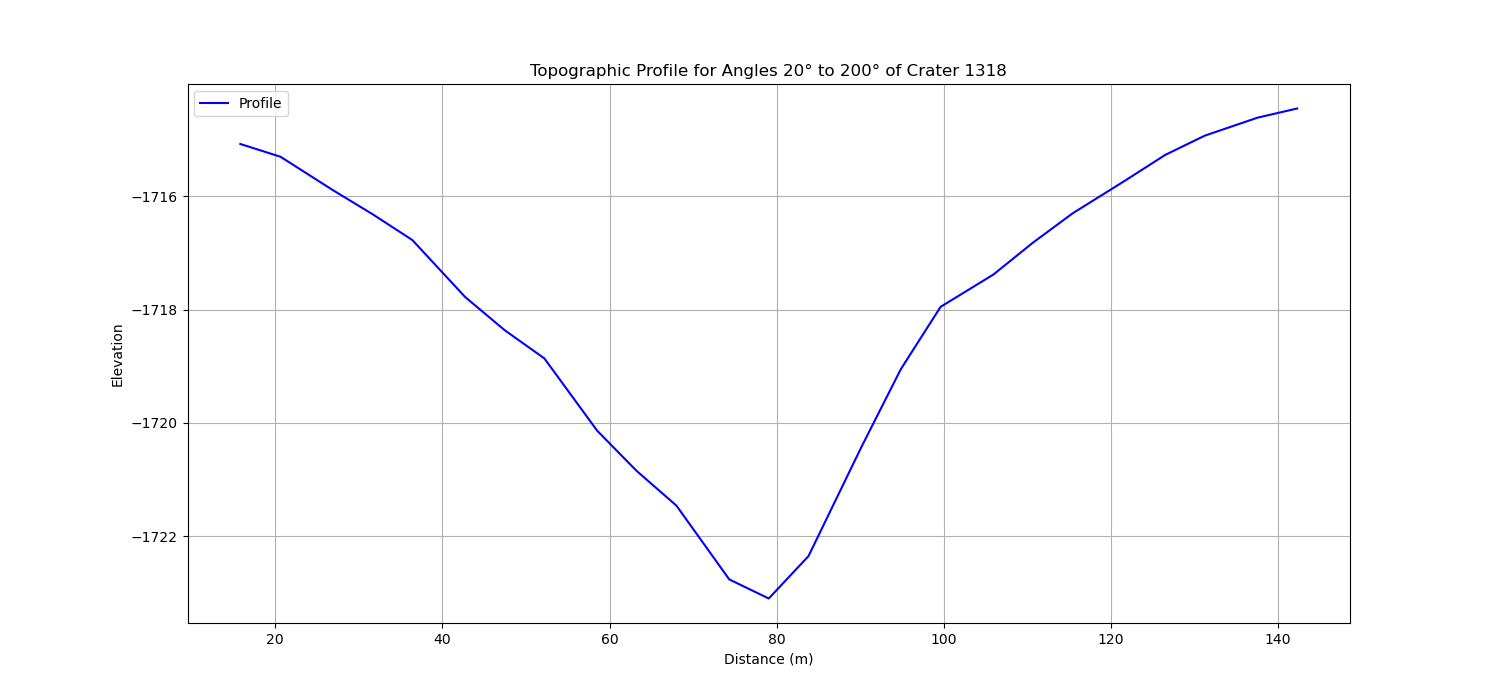 Topographic Profile for Angles 20° to 200° of Crater 1318
Profile
−1716
−1718
−1720
−1722
Elevation
20 40 60 80 100 120 140
Distance (m)